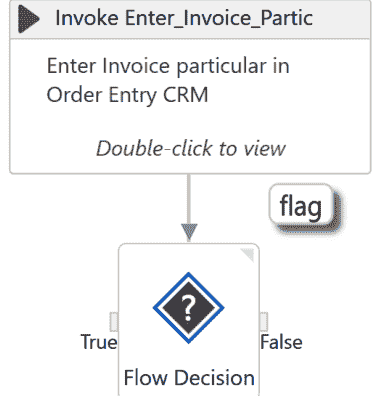 Invoke Enter_Invoice_Partic
Enter Invoice particular in
Order Entry CRM
Double-click to view
flag
?
True
False
Flow Decision